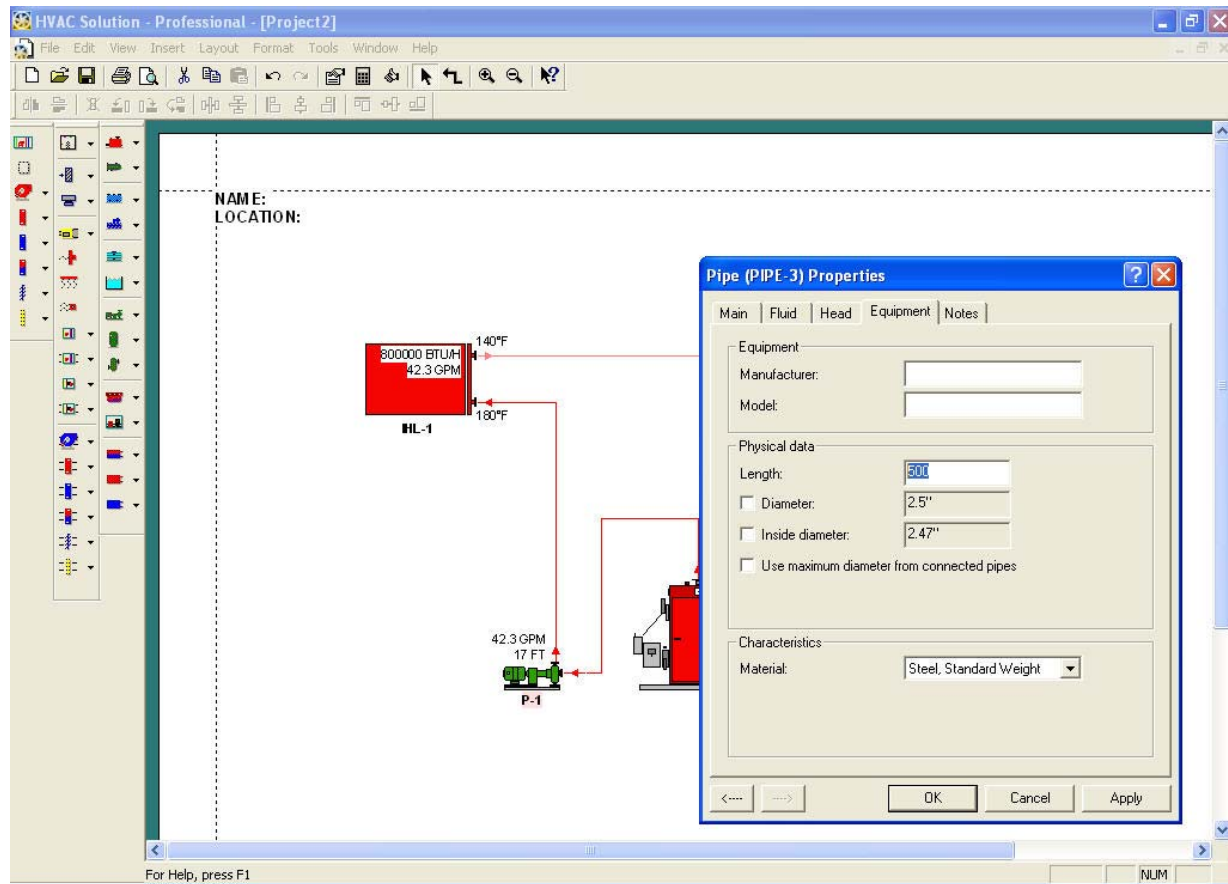 HVAC Solution - Professional - [Project2]
File Edit View Insert Layout Format Tools Window Help
NAME:
LOCATION:
800000 BTU/H
42.3 GPM
140°F
180°F
IHL-1
42.3 GPM
17 FT
P-1
Pipe (PIPE-3) Properties
Main Fluid Head Equipment Notes
Equipment
Manufacturer:
Model:
Physical data
Length: 500
Diameter: 2.5"
Inside diameter: 2.47"
Use maximum diameter from connected pipes
Characteristics
Material: Steel, Standard Weight
<---- ----> OK Cancel Apply
For Help, press F1 NUM